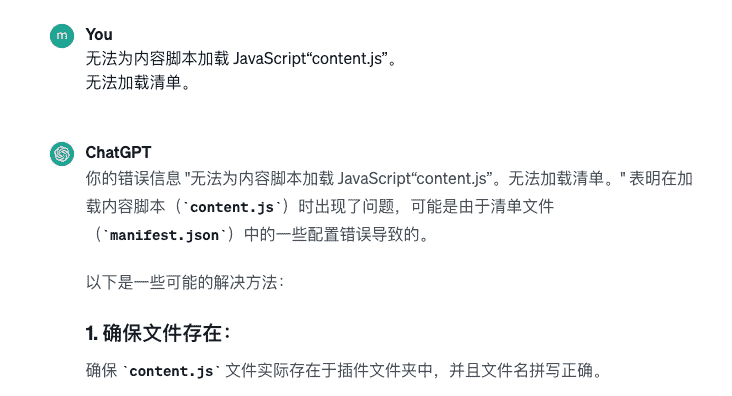 m
You
无法为内容脚本加载 JavaScript“content.js”。
无法加载清单。
ChatGPT
你的错误信息 "无法为内容脚本加载 JavaScript“content.js”。无法加载清单。" 表明在加
载内容脚本（`content.js`）时出现了问题，可能是由于清单文件
（`manifest.json`）中的一些配置错误导致的。
以下是一些可能的解决方法：
1. 确保文件存在：
确保 `content.js` 文件实际存在于插件文件夹中，并且文件名拼写正确。